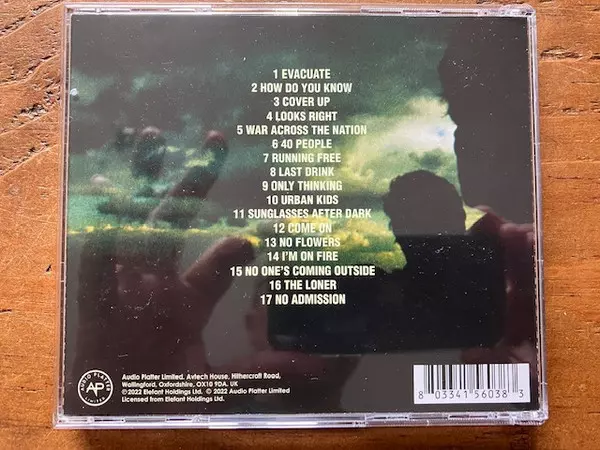 1 EVACUATE
2 HOW DO YOU KNOW
3 COVER UP
4 LOOKS RIGHT
5 WAR ACROSS THE NATION
6 40 PEOPLE
7 RUNNING FREE
8 LAST DRINK
9 ONLY THINKING
10 URBAN KIDS
11 SUNGLASSES AFTER DARK
12 COME ON
13 NO FLOWERS
14 I'M ON FIRE
15 NO ONE'S COMING OUTSIDE
16 THE LONER
17 NO ADMISSION
AUDIO PLATTER
AP
LIMITED
Audio Platter Limited, Avtech House, Hithercroft Road,
Wallingford, Oxfordshire, OX10 9DA. UK
℗ 2022 Elefant Holdings Ltd. © 2022 Audio Platter Limited
Licensed from Elefant Holdings Ltd.
8 03341 56038 3